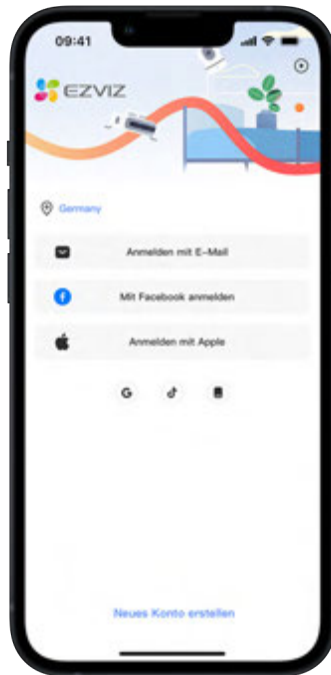 09:41
EZVIZ
Germany
Anmelden mit E-Mail
Mit Facebook anmelden
Anmelden mit Apple
Neues Konto erstellen